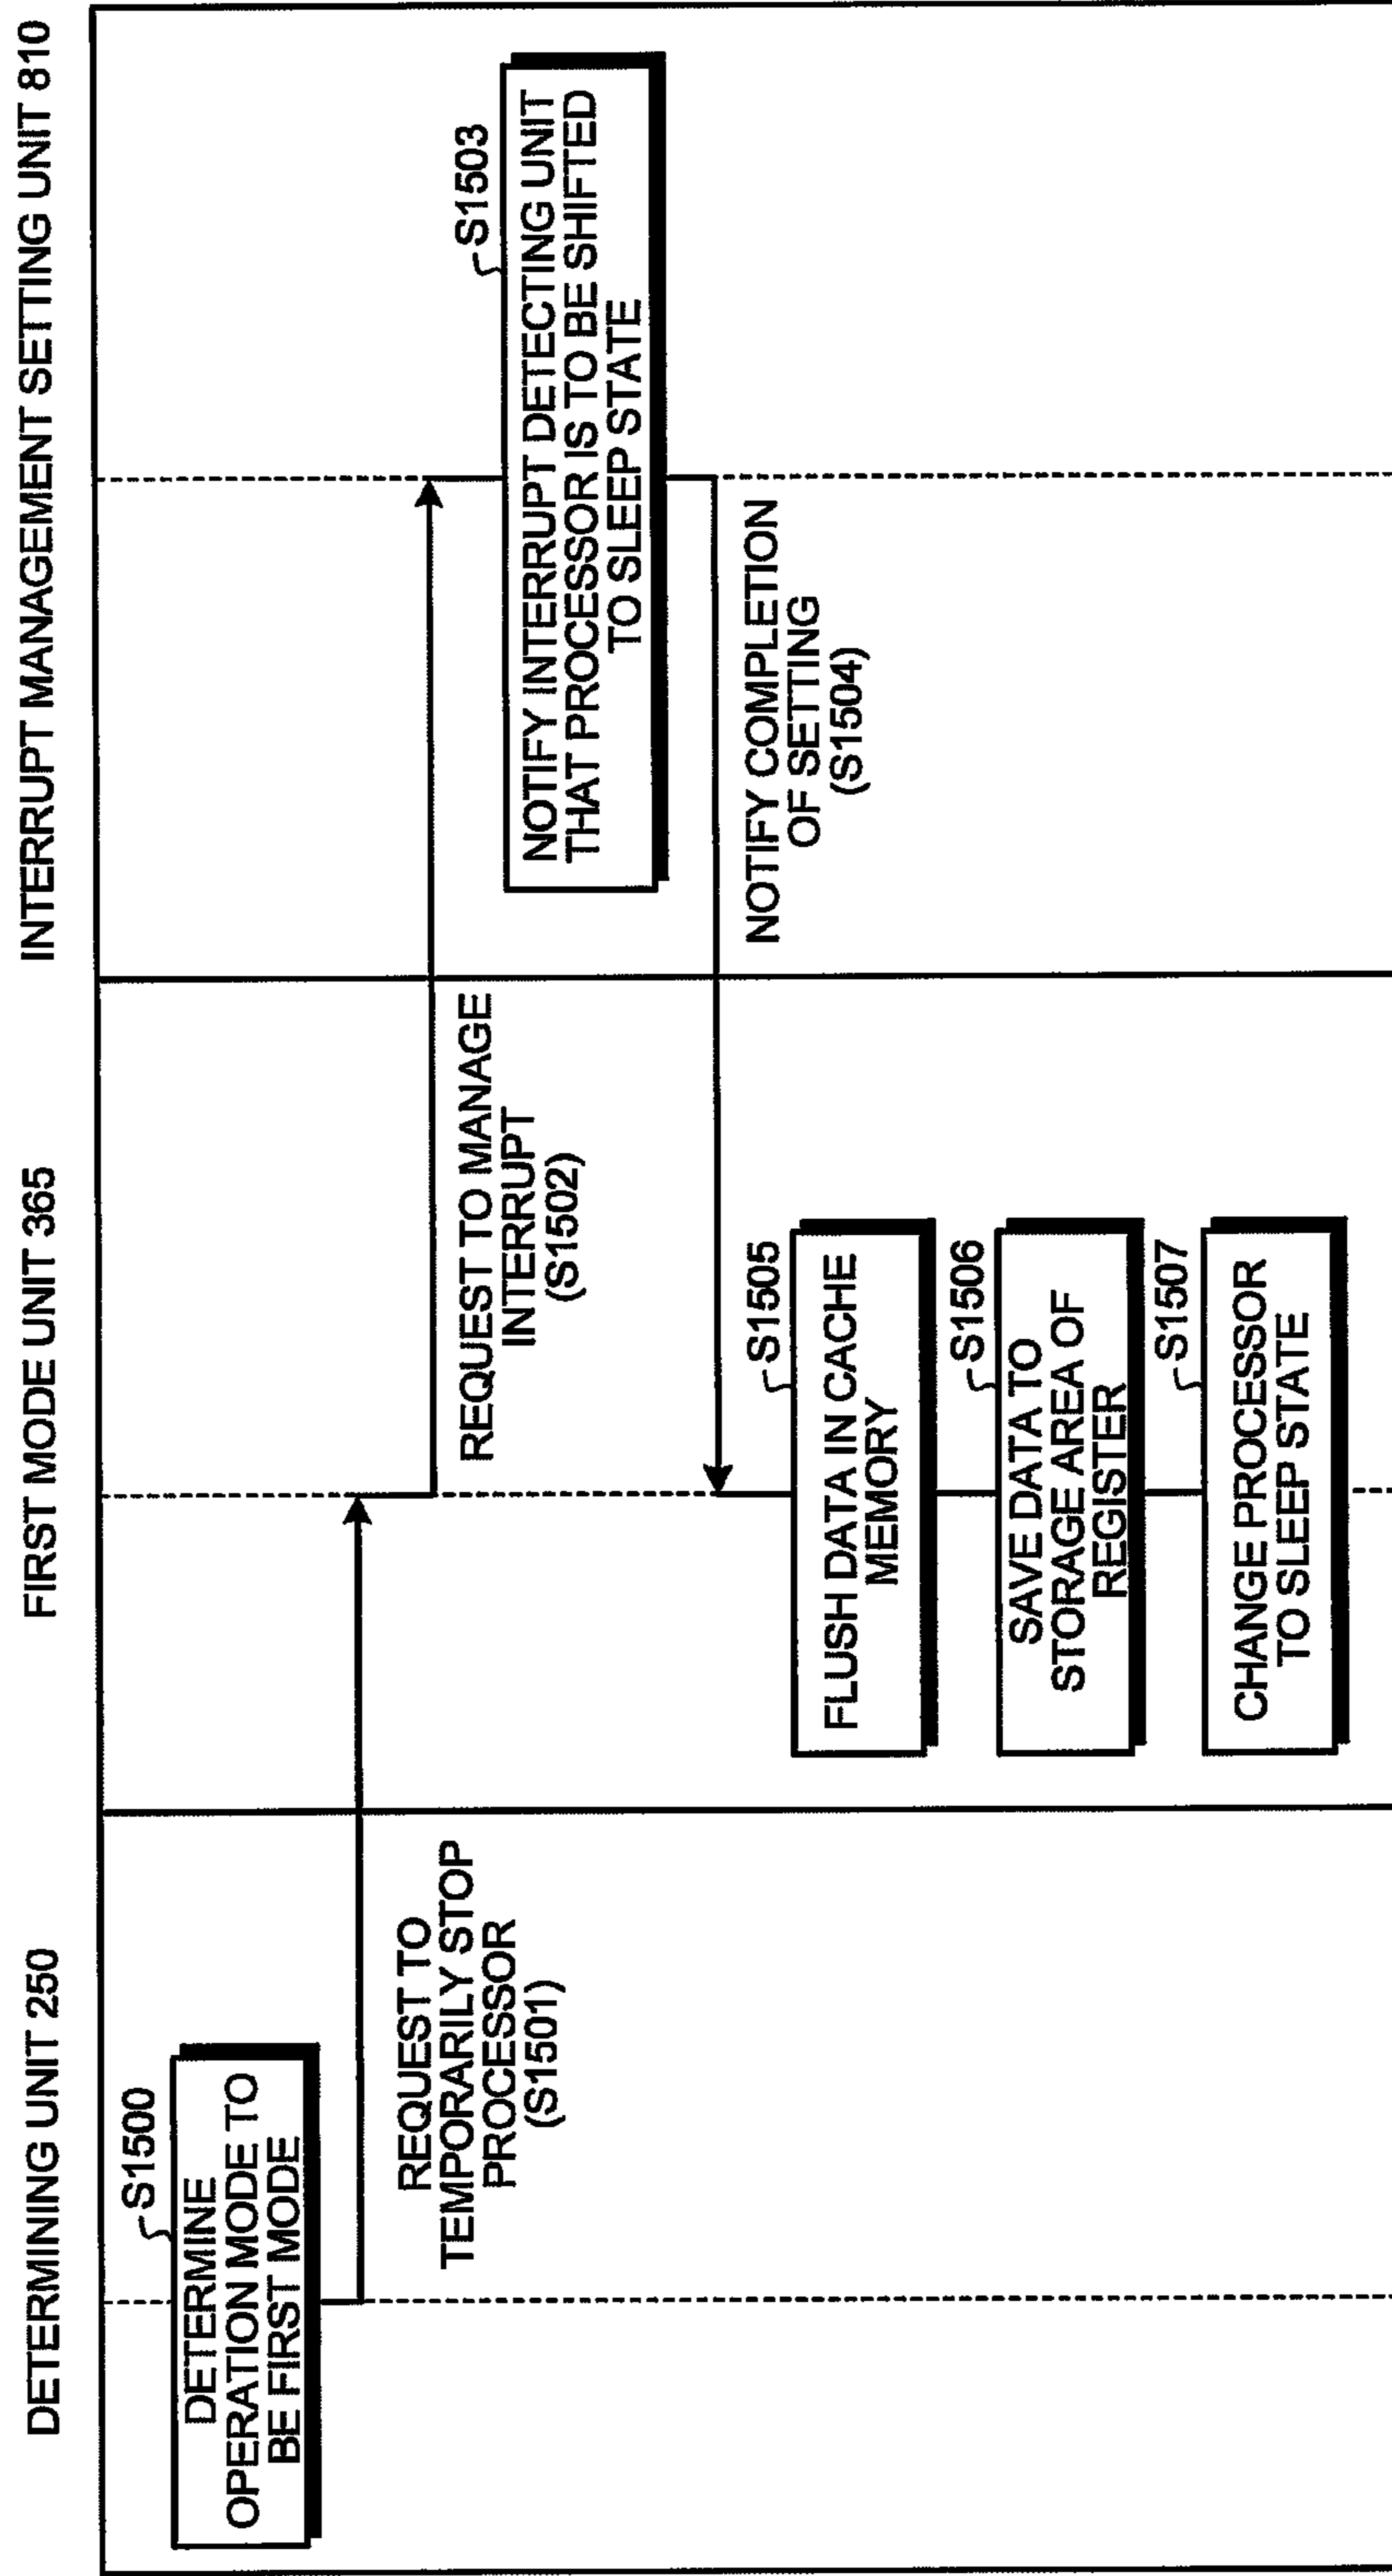 DETERMINING UNIT 250
FIRST MODE UNIT 365
INTERRUPT MANAGEMENT SETTING UNIT 810
S1500
DETERMINE
OPERATION MODE TO
BE FIRST MODE
REQUEST TO
TEMPORARILY STOP
PROCESSOR
(S1501)
REQUEST TO MANAGE
INTERRUPT
(S1502)
S1503
NOTIFY INTERRUPT DETECTING UNIT
THAT PROCESSOR IS TO BE SHIFTED
TO SLEEP STATE
NOTIFY COMPLETION
OF SETTING
(S1504)
S1505
FLUSH DATA IN CACHE
MEMORY
S1506
SAVE DATA TO
STORAGE AREA OF
REGISTER
S1507
CHANGE PROCESSOR
TO SLEEP STATE